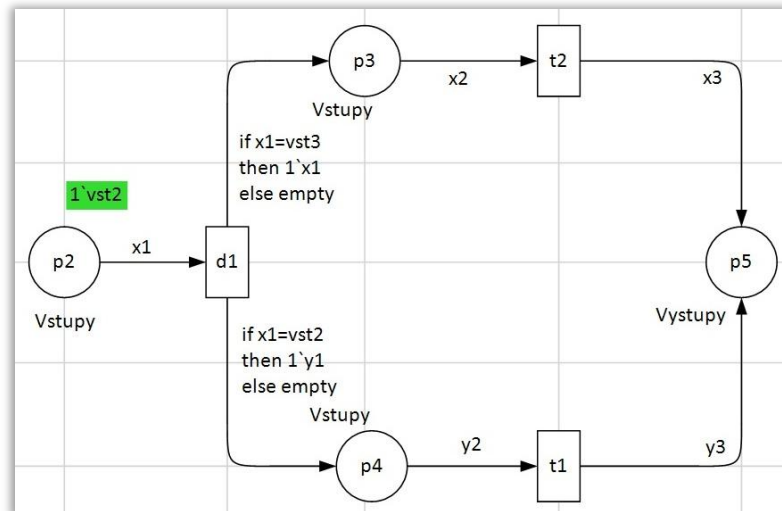 p3
x2
t2
x3
Vstupy
if x1=vst3
then 1`x1
else empty
1`vst2
p2
x1
d1
p5
Vstupy
Vystupy
if x1=vst2
then 1`y1
else empty
Vstupy
p4
y2
t1
y3